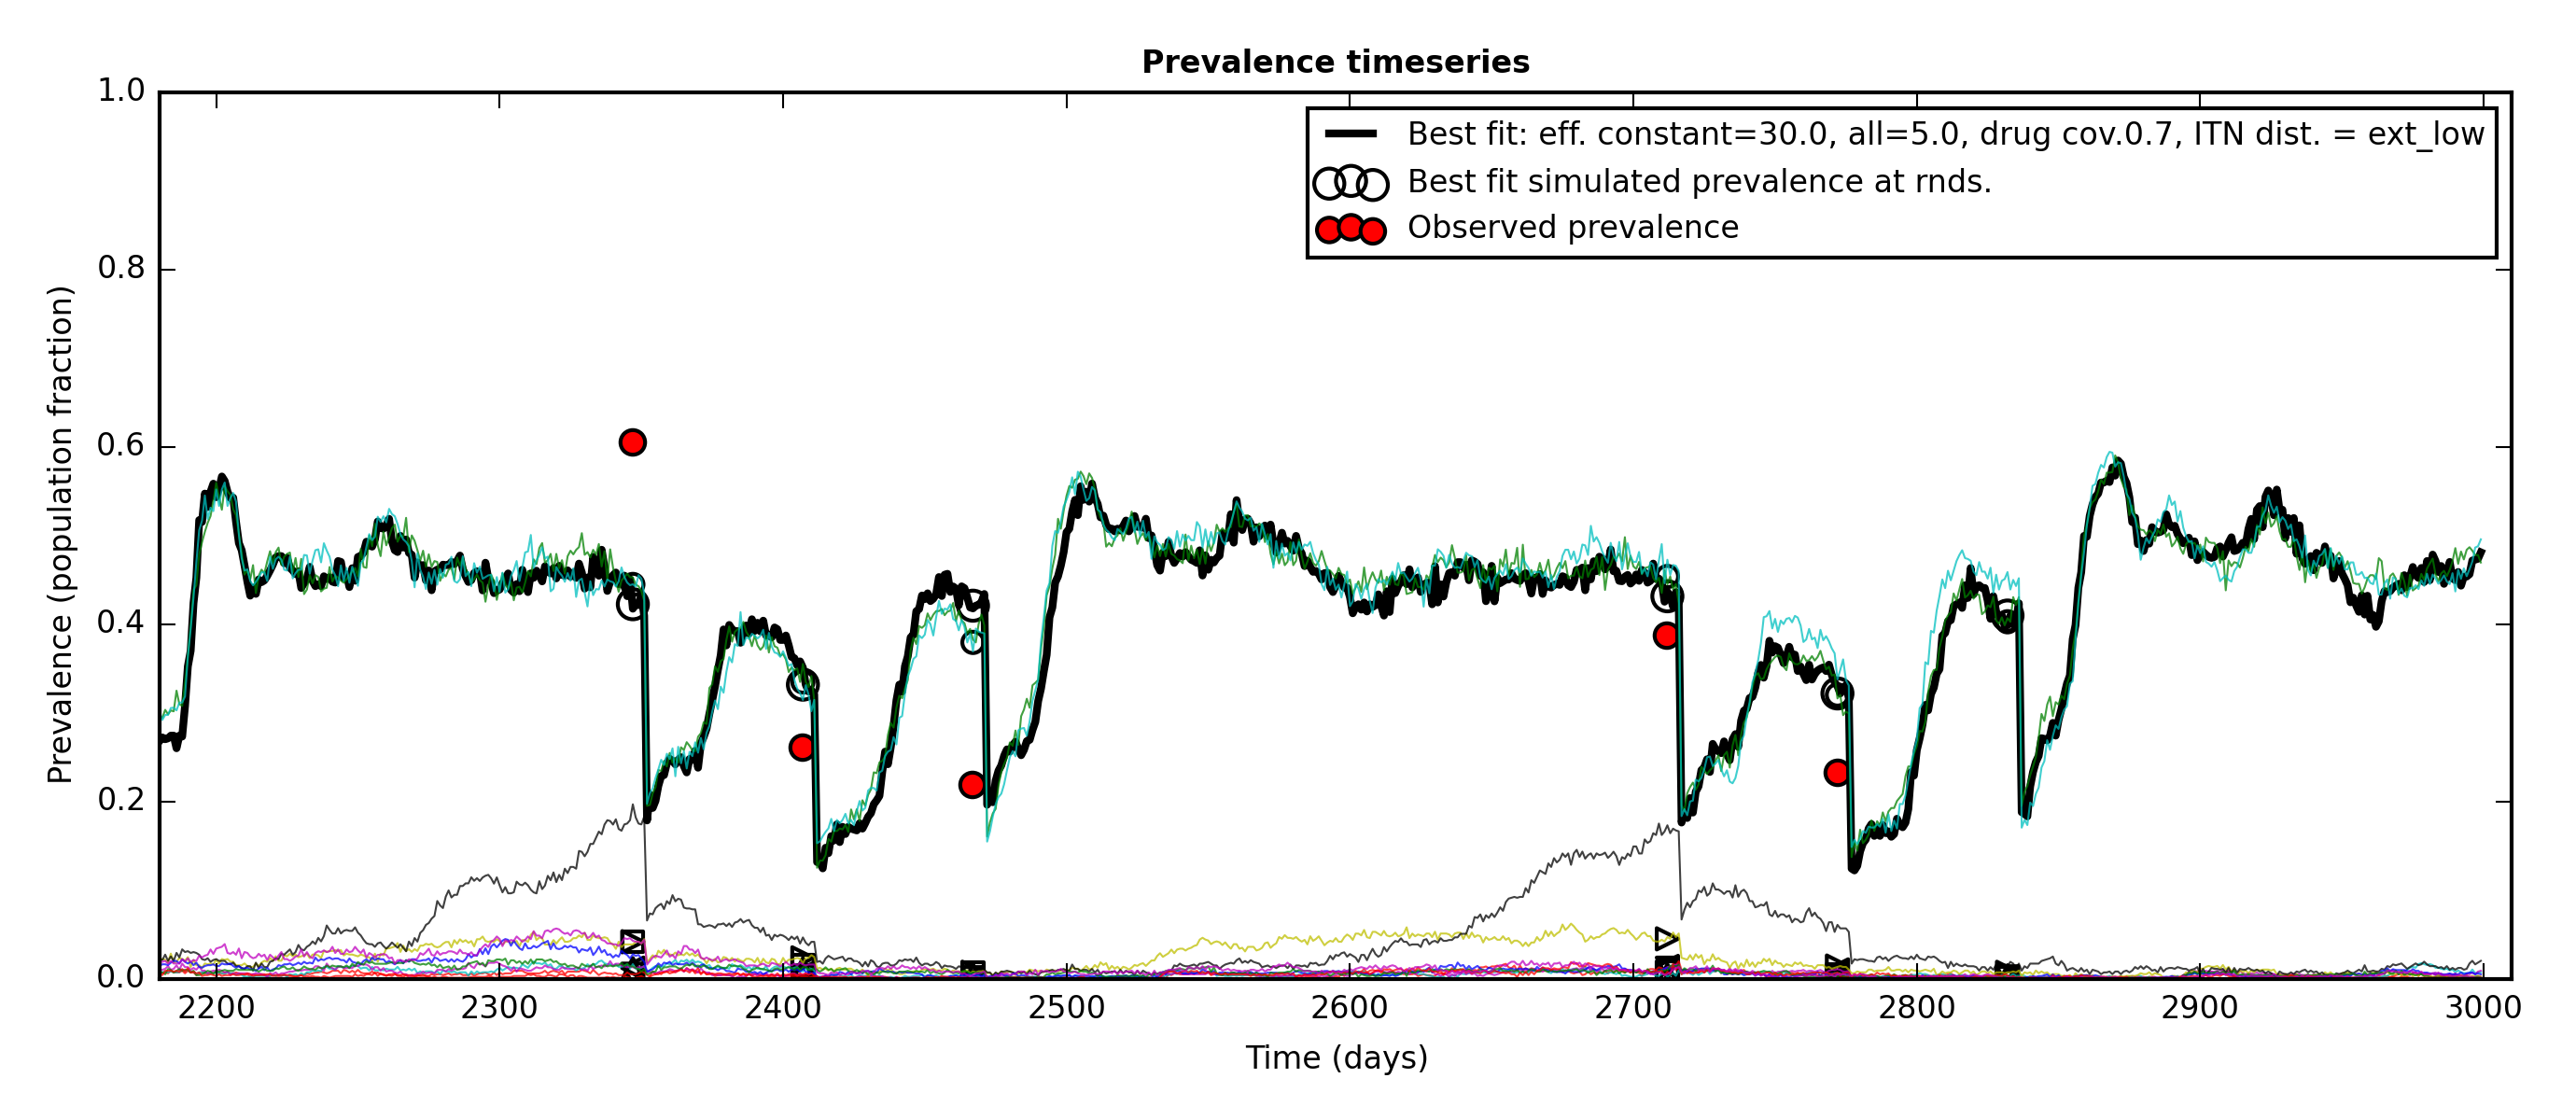 Prevalence timeseries
Best fit: eff. constant=30.0, all=5.0, drug cov.0.7, ITN dist. = ext_low
Best fit simulated prevalence at rnds.
Observed prevalence
Prevalence (population fraction)
1.0
0.8
0.6
0.4
0.2
0.0
2200 2300 2400 2500 2600 2700 2800 2900 3000
Time (days)